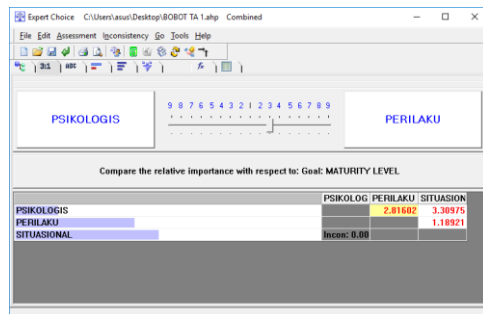 Expert Choice C:\Users\asus\Desktop\BOBOT TA 1.ahp Combined
File Edit Assessment Inconsistency Go Tools Help
3:1 ABC
PSIKOLOGIS
9 8 7 6 5 4 3 2 1 2 3 4 5 6 7 8 9
PERILAKU
Compare the relative importance with respect to: Goal: MATURITY LEVEL
PSIKOLOG PERILAKU SITUASION
PSIKOLOGIS 2.81602 3.30975
PERILAKU 1.18921
SITUASIONAL Incon: 0.00